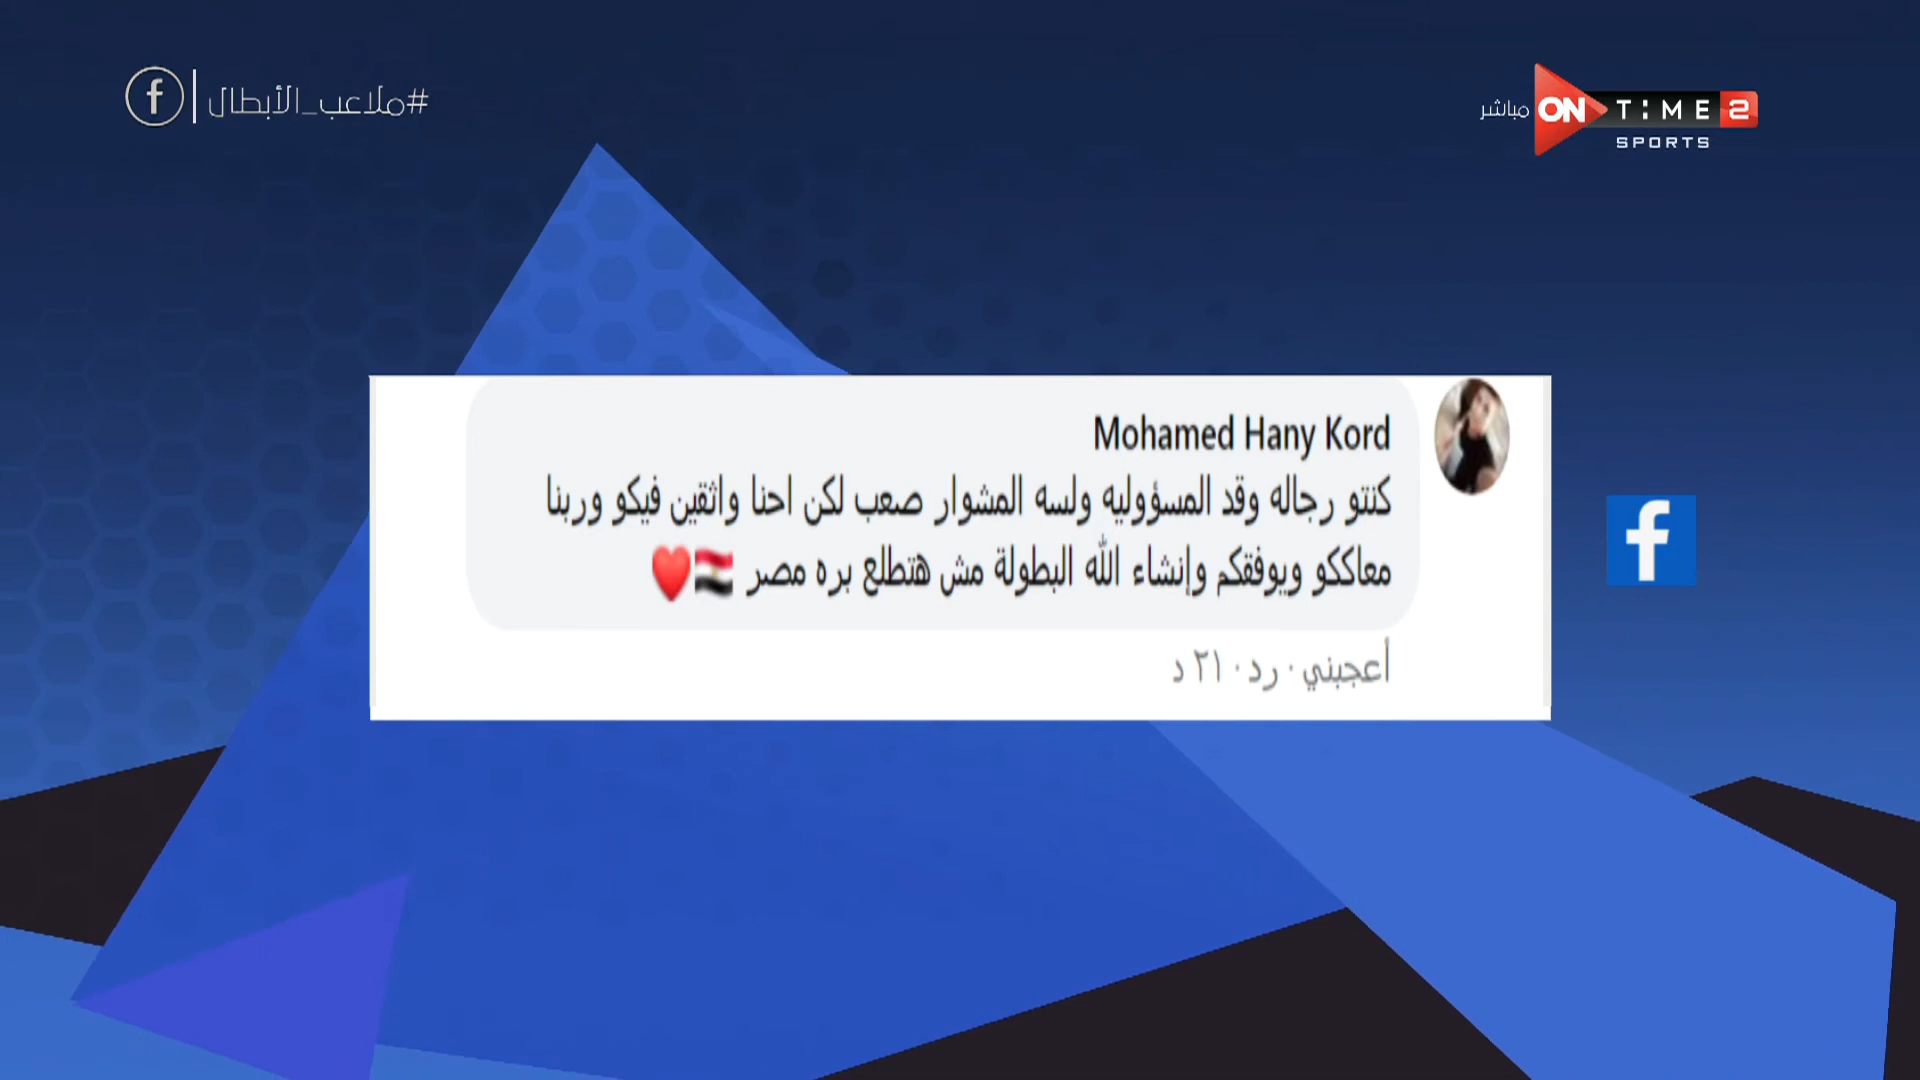 #ملاعب_الأبطال
مباشر
ON TIME 2
SPORTS
Mohamed Hany Kord
كنتو رجاله وقد المسؤوليه ولسه المشوار صعب لكن احنا واثقين فيكو وربنا
معاككو ويوفقكم وإنشاء الله البطولة مش هتطلع بره مصر 🇪🇬❤️
أعجبني · رد · ٢١ د